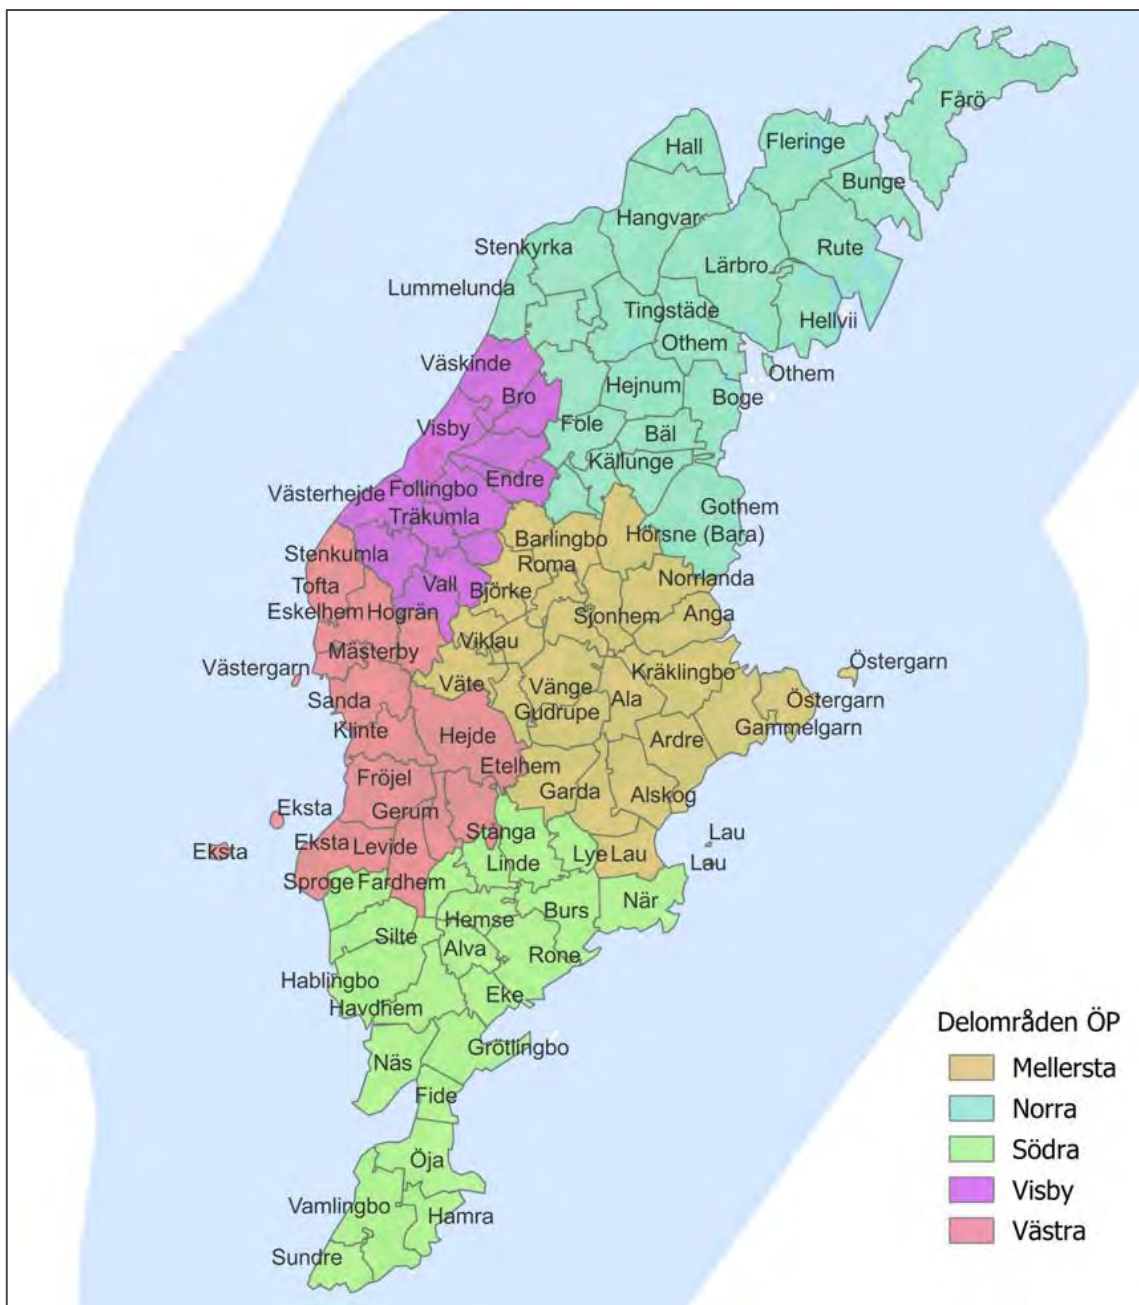 Fårö
Hall
Fleringe
Bunge
Hangvar
Stenkyrka
Rute
Lärbro
Lummelunda
Tingstäde
Hellvii
Othem
Väskinde
Othem
Hejnum
Bro
Boge
Visby
Fole
Bäl
Källunge
Endre
Västerhejde
Follingbo
Gothem
Träkumla
Hörsne (Bara)
Barlingbo
Stenkumla
Roma
Norrlanda
Tofta
Vall
Björke
Eskelhem
Hogrän
Sjonhem
Anga
Viklau
Mästerby
Östergarn
Västergarn
Kräklingbo
Väte
Vänge
Sanda
Ala
Östergarn
Gudrupe
Klinte
Gammelgarn
Hejde
Ardre
Etelhem
Fröjel
Garda
Alskog
Eksta
Gerum
Stånga
Lau
Eksta
Eksta
Levide
Linde
Lye
Lau
Lau
Sproge
Fardhem
När
Hemse
Burs
Silte
Alva
Rone
Hablingbo
Eke
Havdhem
Grötlingbo
Näs
Fide
Öja
Vamlingbo
Hamra
Sundre
Delområden ÖP
Mellersta
Norra
Södra
Visby
Västra